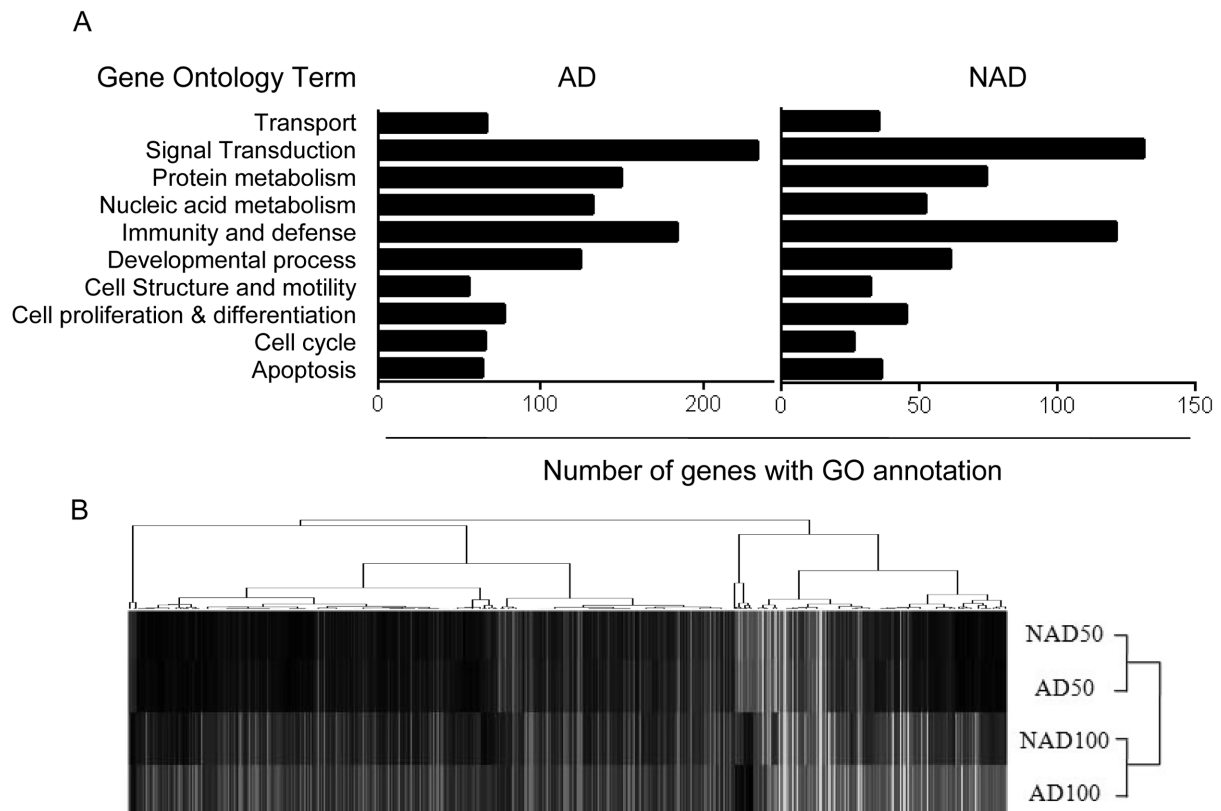 A
Gene Ontology Term AD NAD
Transport
Signal Transduction
Protein metabolism
Nucleic acid metabolism
Immunity and defense
Developmental process
Cell Structure and motility
Cell proliferation & differentiation
Cell cycle
Apoptosis
0 100 200 0 50 100 150
Number of genes with GO annotation
B
NAD50
AD50
NAD100
AD100